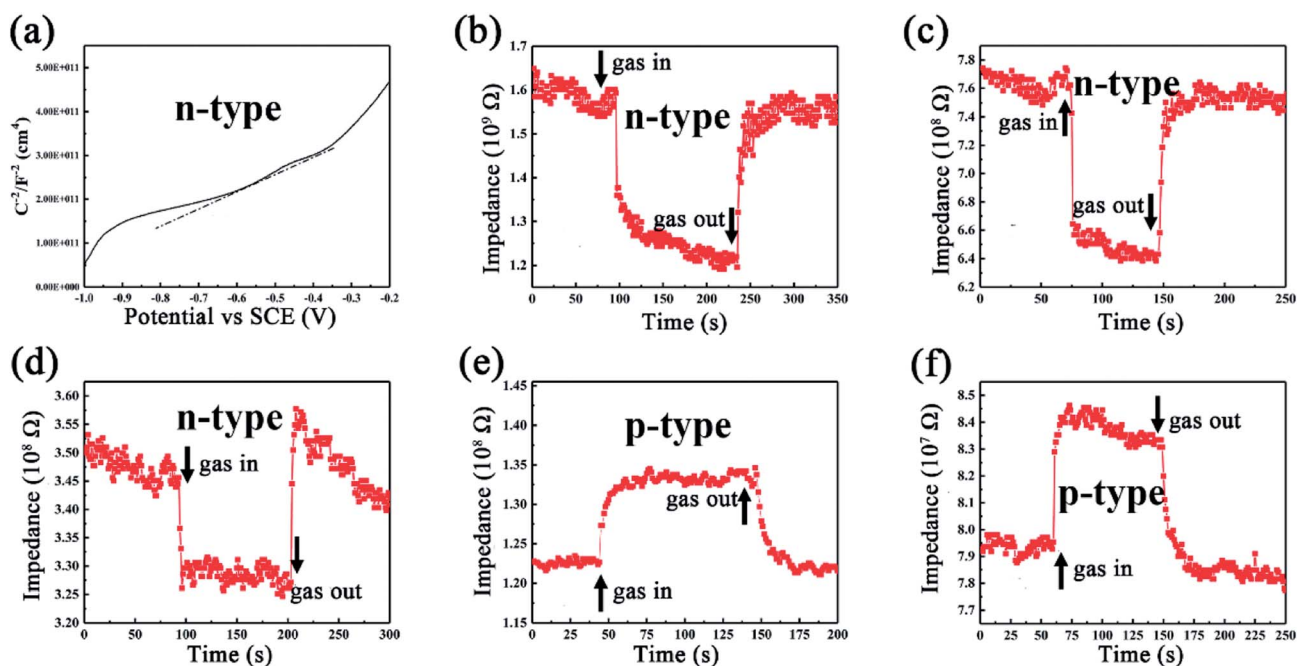 (a)
n-type
C⁻²/F⁻² (cm⁴)
5.00E+011
4.00E+011
3.00E+011
2.00E+011
1.00E+011
0.00E+000
-1.0 -0.9 -0.8 -0.7 -0.6 -0.5 -0.4 -0.3 -0.2
Potential vs SCE (V)
(b)
gas in
n-type
gas out
Impedance (10⁹ Ω)
1.7
1.6
1.5
1.4
1.3
1.2
0 50 100 150 200 250 300 350
Time (s)
(c)
n-type
gas in
gas out
Impedance (10⁸ Ω)
7.8
7.6
7.4
7.2
7.0
6.8
6.6
6.4
6.2
0 50 100 150 200 250
Time (s)
(d)
n-type
gas in
gas out
Impedance (10⁸ Ω)
3.60
3.55
3.50
3.45
3.40
3.35
3.30
3.25
3.20
0 50 100 150 200 250 300
Time (s)
(e)
p-type
gas out
gas in
Impedance (10⁸ Ω)
1.45
1.40
1.35
1.30
1.25
1.20
1.15
0 25 50 75 100 125 150 175 200
Time (s)
(f)
gas out
p-type
gas in
Impedance (10⁷ Ω)
8.5
8.4
8.3
8.2
8.1
8.0
7.9
7.8
7.7
0 25 50 75 100 125 150 175 200 225 250
Time (s)